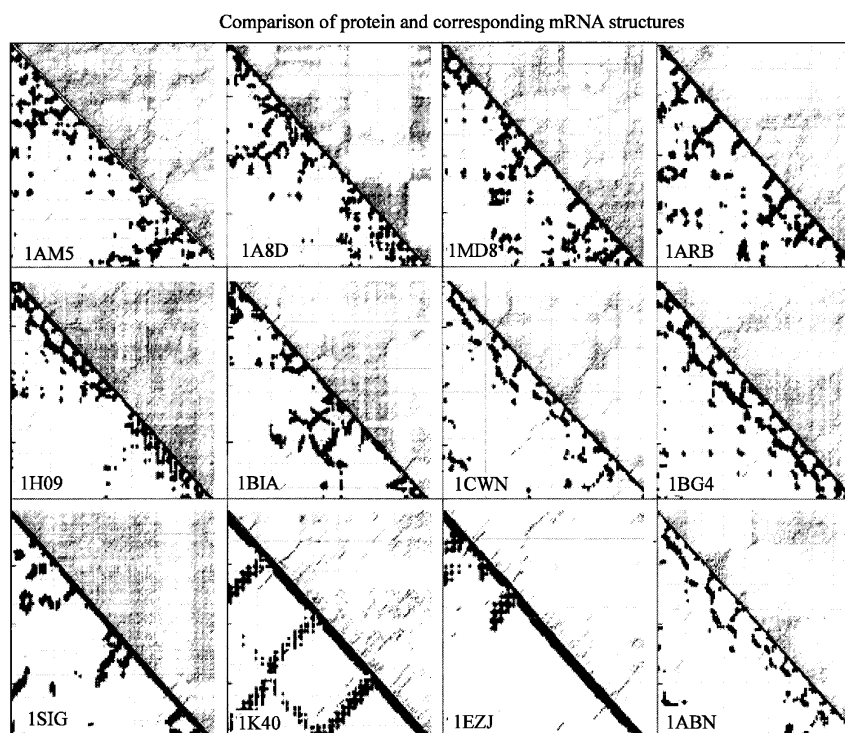 Comparison of protein and corresponding mRNA structures
1AM5 1A8D 1MD8 1ARB
1H09 1BIA 1CWN 1BG4
1SIG 1K40 1EZJ 1ABN